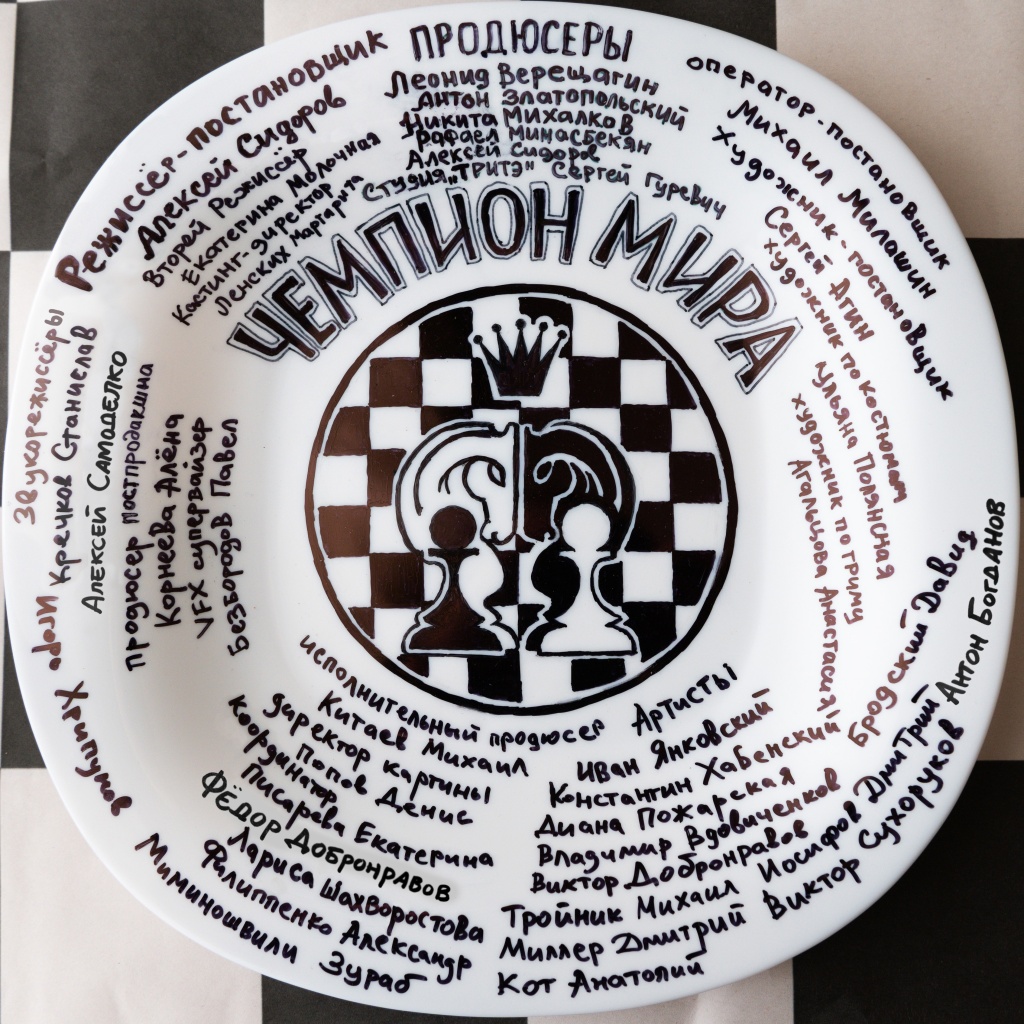 ПРОДЮСЕРЫ
Леонид Верещагин
Антон Златопольский
Никита Михалков
Рафаел Минасбекян
Алексей Сидоров
Студия „ТРИТЭ" Сергей Гуревич
ЧЕМПИОН МИРА
Режиссёр-постановщик
Алексей Сидоров
Второй Режиссёр
Екатерина Молочная
Кастинг-директор
Ленских Маргарита
оператор-постановщик
Михаил Милашин
Художник-постановщик
Сергей Агин
художник по костюмам
Ульяна Полянская
художник по гриму
Агальцова Анастасия
Звукорежиссёры
Кречков Станислав
Алексей Самоделко
продюсер постпродакшна
Корнеева Алёна
VFX супервайзер
Безбородов Павел
исполнительный продюсер
Китаев Михаил
директор картины
Попов Денис
координатор
Писарева Екатерина
Фёдор Добронравов
Лариса Шахворостова
Филиппенко Александр
Миминошвили Зураб
Игорь Хрипунов
Артисты
Иван Янковский
Константин Хабенский
Диана Пожарская
Владимир Вдовиченков
Виктор Добронравов
Тройник Михаил Иосифов Дмитрий
Миллер Дмитрий Виктор Сухоруков
Кот Анатолий
Бродский Давид
Антон Богданов